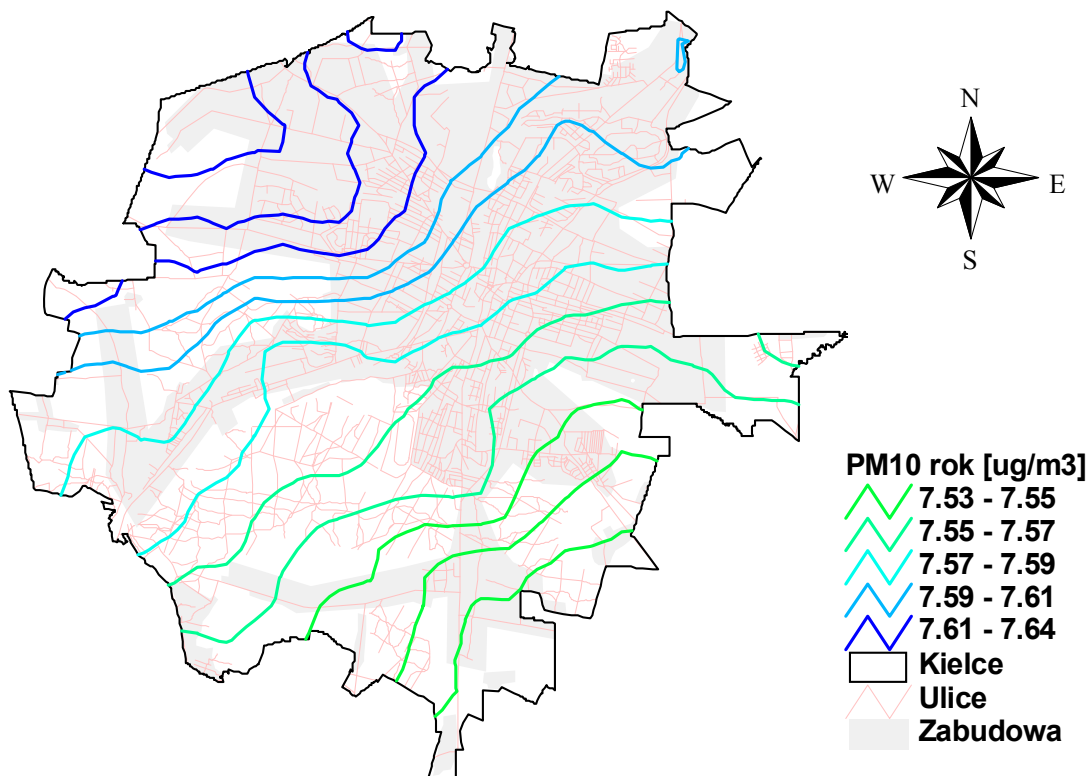 N
W E
S
PM10 rok [ug/m3]
7.53 - 7.55
7.55 - 7.57
7.57 - 7.59
7.59 - 7.61
7.61 - 7.64
Kielce
Ulice
Zabudowa